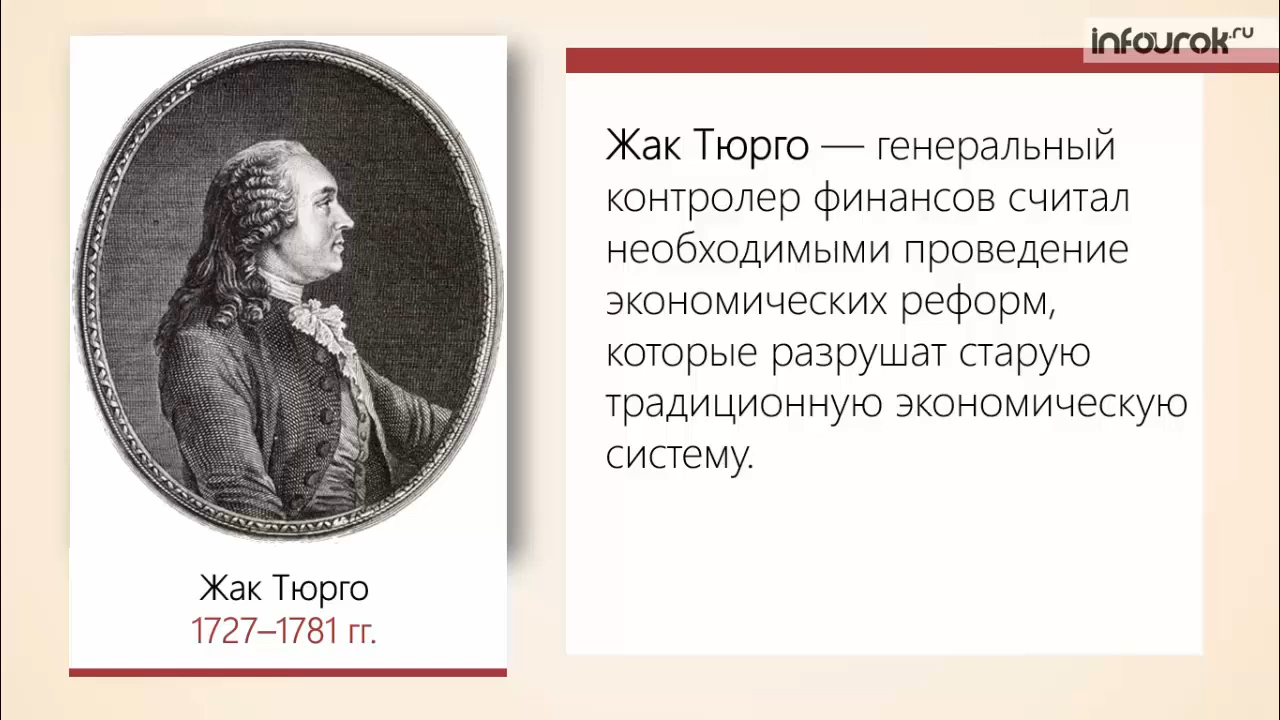 infourok.ru
Жак Тюрго — генеральный
контролер финансов считал
необходимыми проведение
экономических реформ,
которые разрушат старую
традиционную экономическую
систему.
Жак Тюрго
1727–1781 гг.